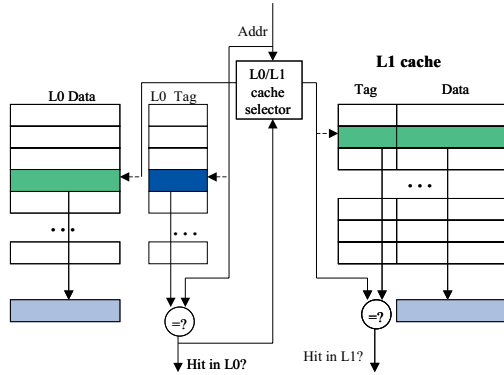 Addr
L1 cache
L0/L1
cache
selector
L0 Data
L0 Tag
Tag
Data
...
...
...
=?
=?
Hit in L0?
Hit in L1?